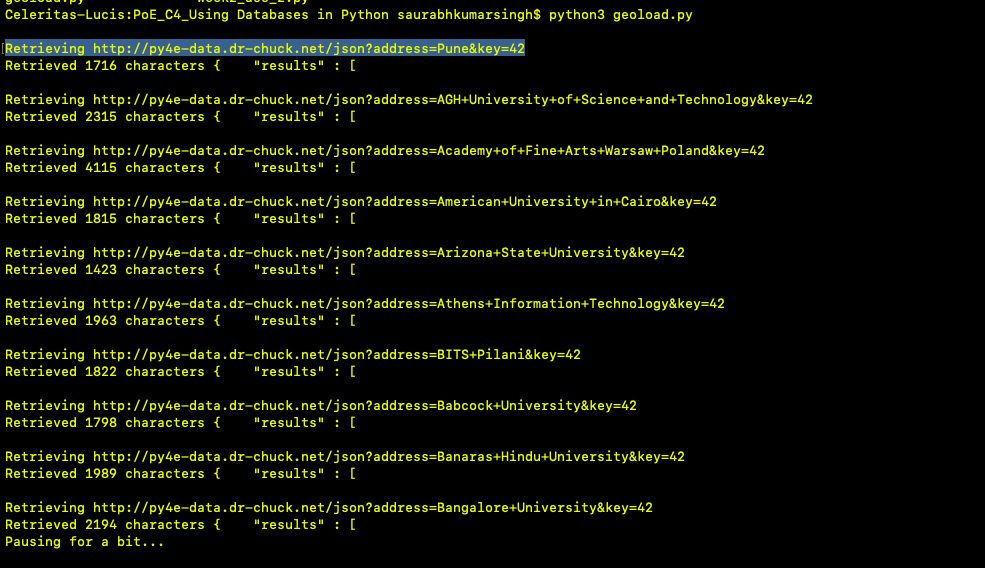 Celeritas-Lucis:PoE_C4_Using Databases in Python saurabhkumarsingh$ python3 geoload.py
Retrieving http://py4e-data.dr-chuck.net/json?address=Pune&key=42
Retrieved 1716 characters {    "results" : [
Retrieving http://py4e-data.dr-chuck.net/json?address=AGH+University+of+Science+and+Technology&key=42
Retrieved 2315 characters {    "results" : [
Retrieving http://py4e-data.dr-chuck.net/json?address=Academy+of+Fine+Arts+Warsaw+Poland&key=42
Retrieved 4115 characters {    "results" : [
Retrieving http://py4e-data.dr-chuck.net/json?address=American+University+in+Cairo&key=42
Retrieved 1815 characters {    "results" : [
Retrieving http://py4e-data.dr-chuck.net/json?address=Arizona+State+University&key=42
Retrieved 1423 characters {    "results" : [
Retrieving http://py4e-data.dr-chuck.net/json?address=Athens+Information+Technology&key=42
Retrieved 1963 characters {    "results" : [
Retrieving http://py4e-data.dr-chuck.net/json?address=BITS+Pilani&key=42
Retrieved 1822 characters {    "results" : [
Retrieving http://py4e-data.dr-chuck.net/json?address=Babcock+University&key=42
Retrieved 1798 characters {    "results" : [
Retrieving http://py4e-data.dr-chuck.net/json?address=Banaras+Hindu+University&key=42
Retrieved 1989 characters {    "results" : [
Retrieving http://py4e-data.dr-chuck.net/json?address=Bangalore+University&key=42
Retrieved 2194 characters {    "results" : [
Pausing for a bit...